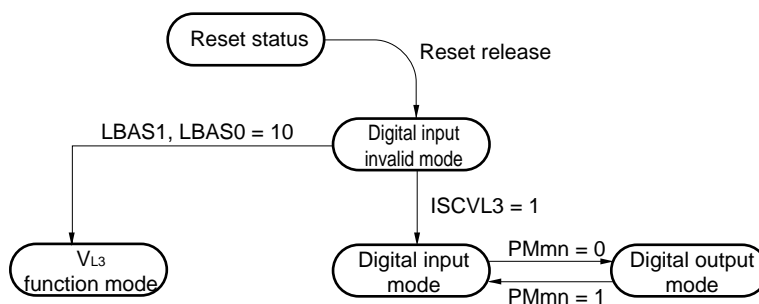 Reset status
Reset release
LBAS1, LBAS0 = 10
Digital input
invalid mode
ISCVL3 = 1
VL3
function mode
Digital input
mode
PMmn = 0
PMmn = 1
Digital output
mode